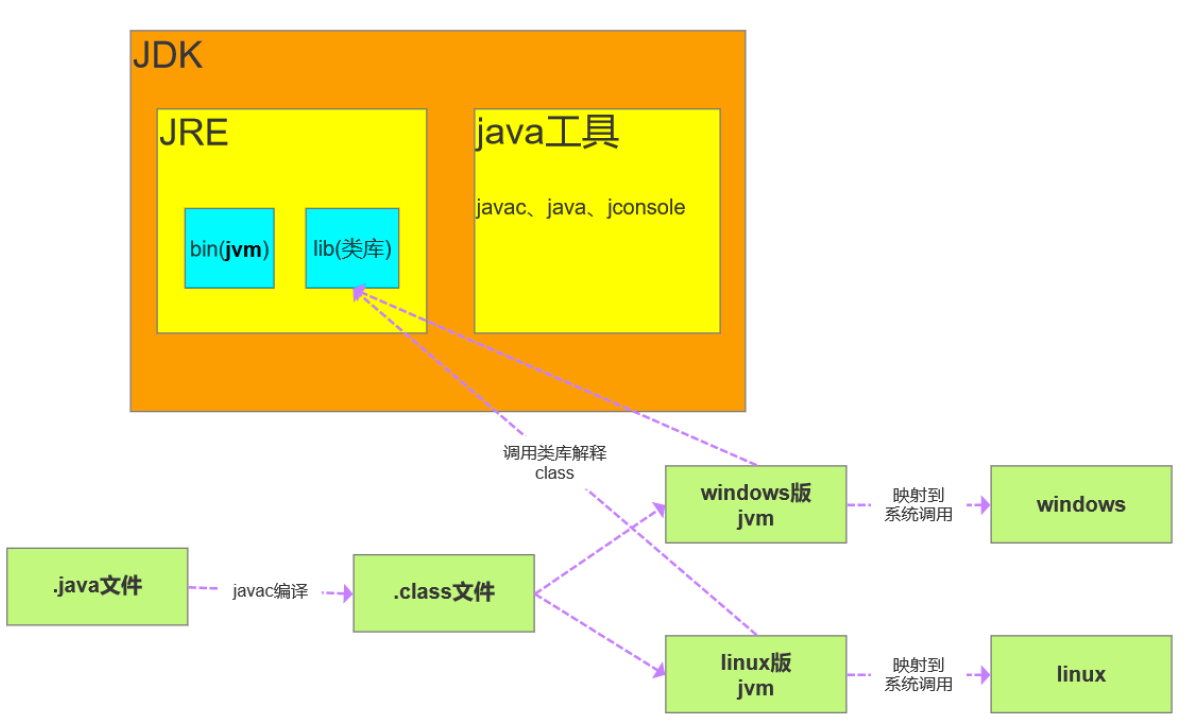 JDK
JRE
java工具
javac、java、jconsole
bin(jvm)
lib(类库)
调用类库解释
class
windows版
jvm
映射到
系统调用
windows
.java文件
javac编译
.class文件
linux版
jvm
映射到
系统调用
linux